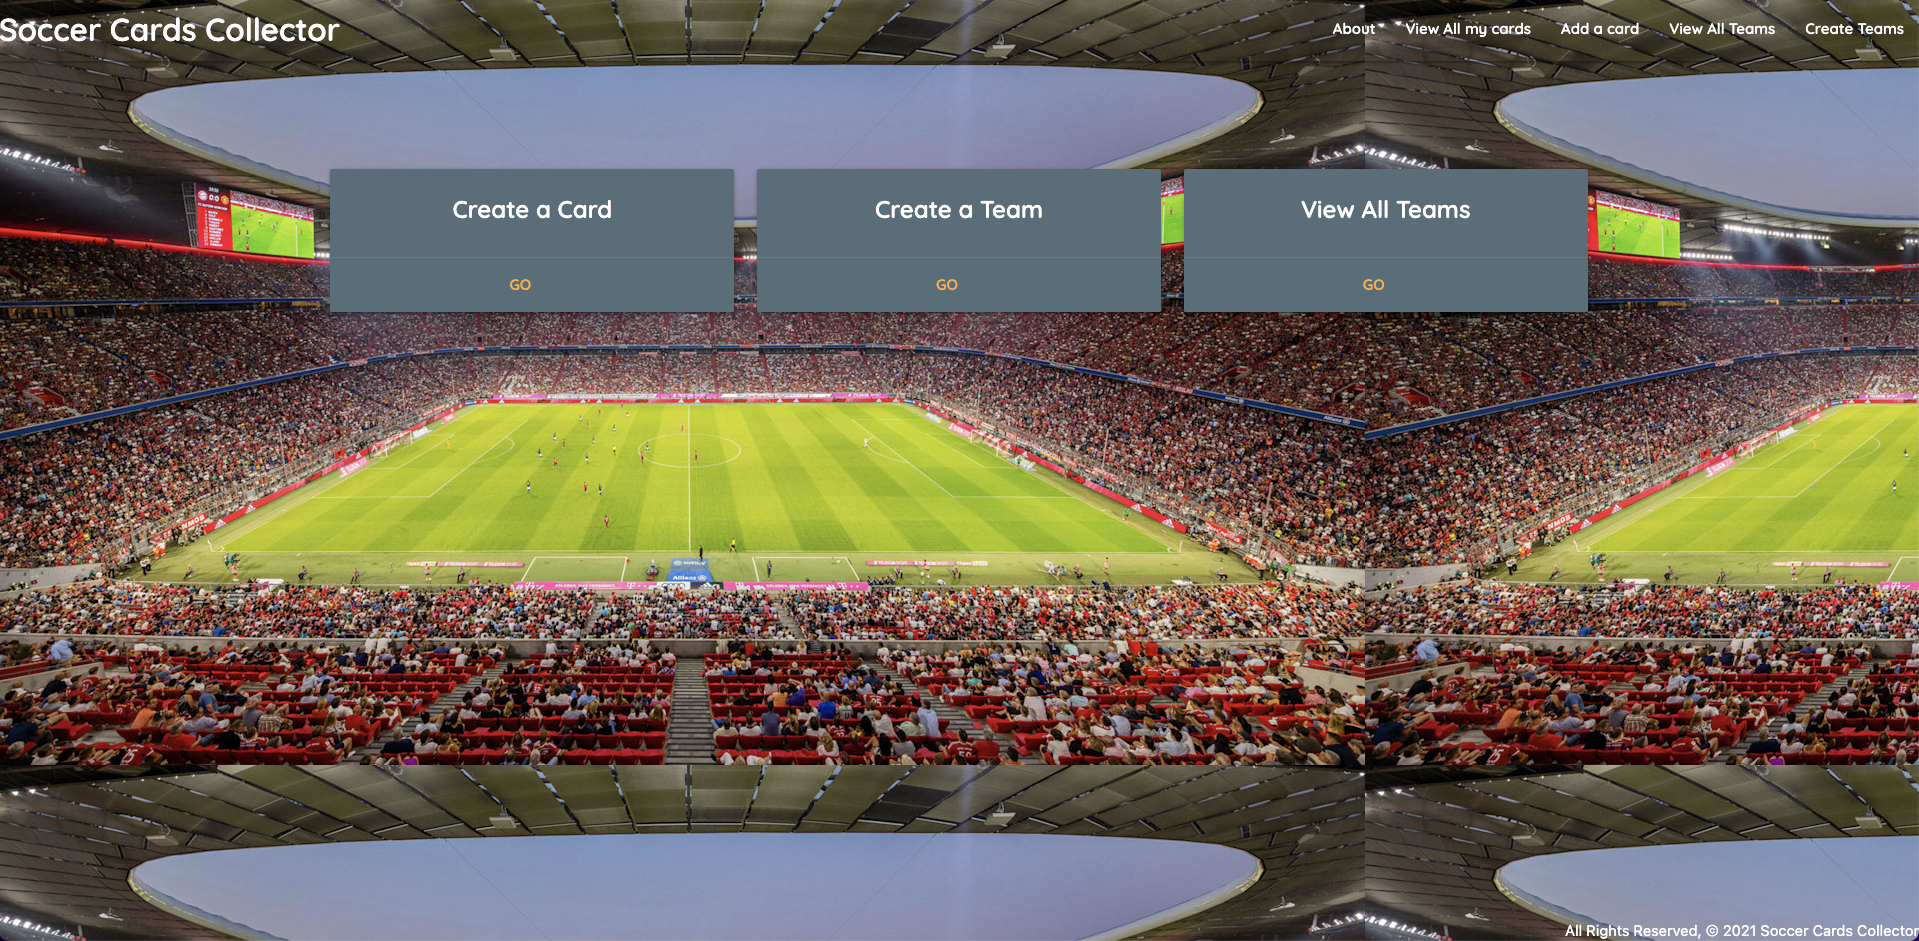 Soccer Cards Collector
About View All my cards Add a card View All Teams Create Teams
Create a Card
GO
Create a Team
GO
View All Teams
GO
Allianz
All Rights Reserved, © 2021 Soccer Cards Collector